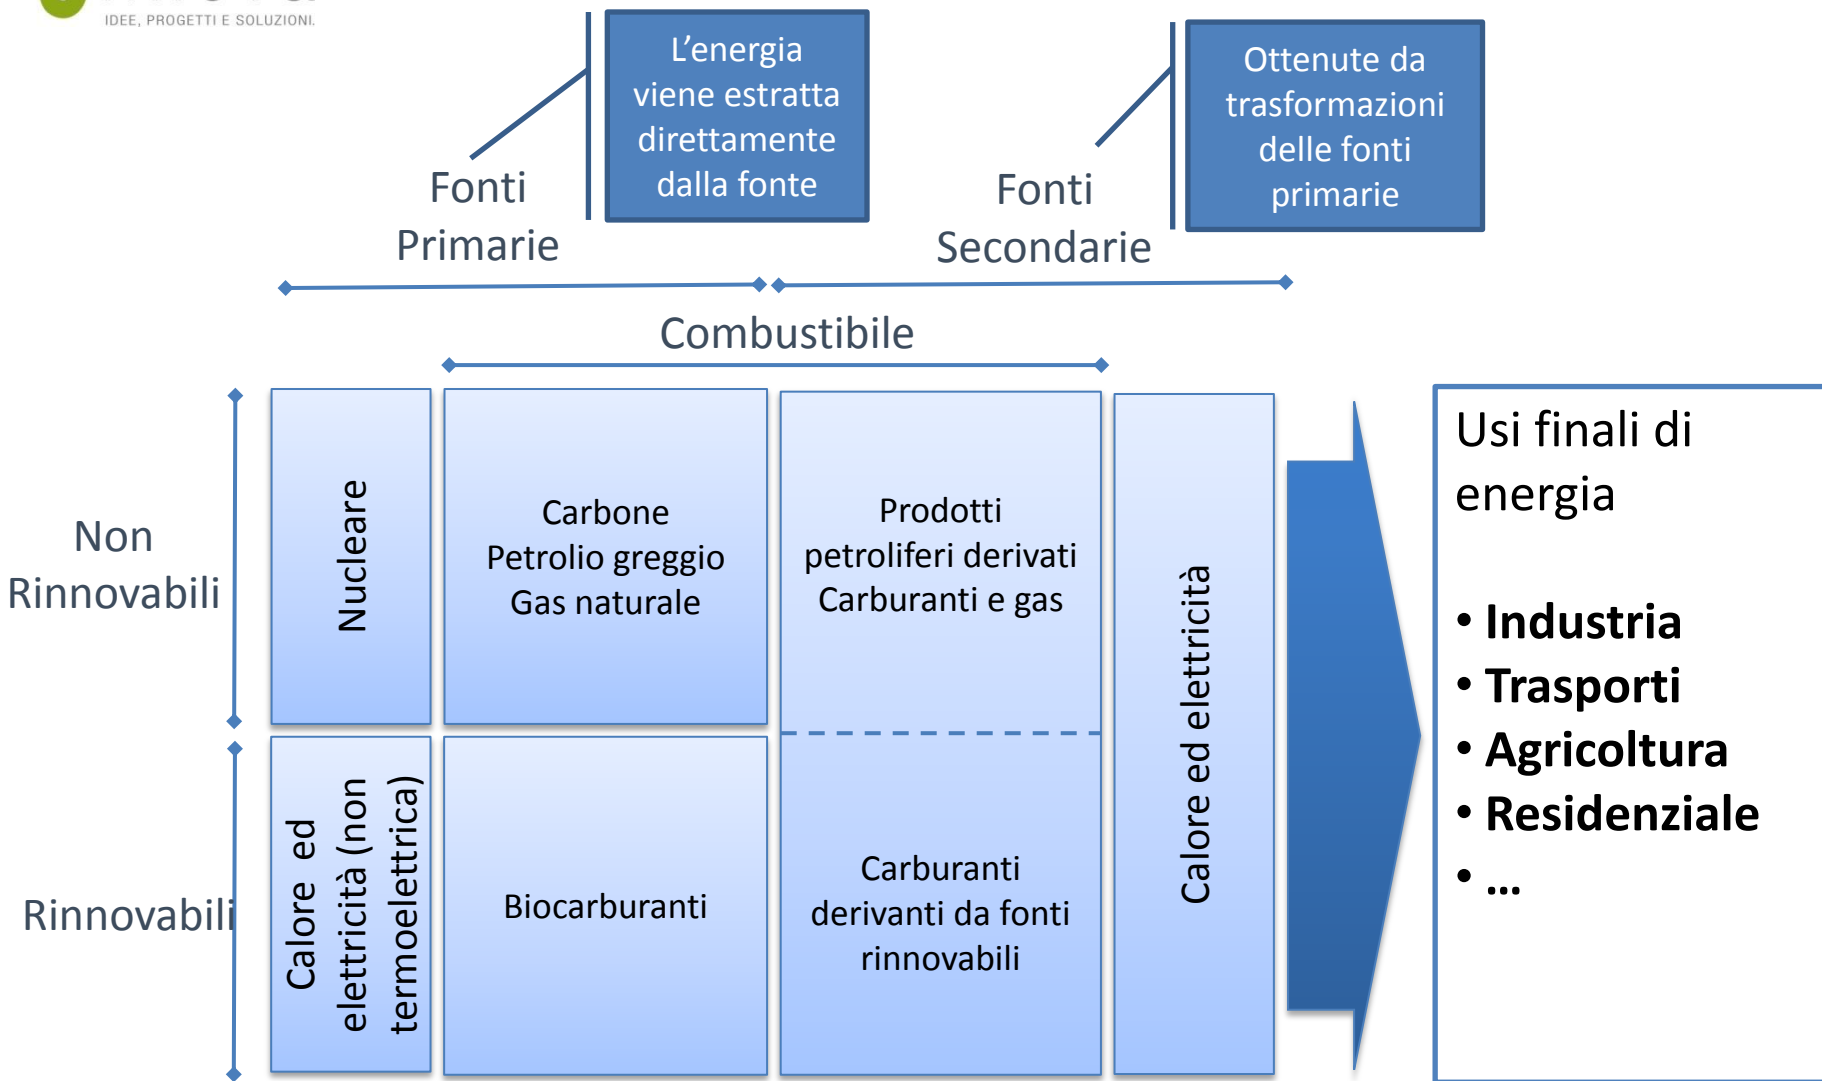 IDEE, PROGETTI E SOLUZIONI.
L’energia
viene estratta
direttamente
dalla fonte
Ottenute da
trasformazioni
delle fonti
primarie
Fonti
Primarie
Fonti
Secondarie
Combustibile
Non
Rinnovabili
Nucleare
Carbone
Petrolio greggio
Gas naturale
Prodotti
petroliferi derivati
Carburanti e gas
Calore ed elettricità
Rinnovabili
Calore ed
elettricità (non
termoelettrica)
Biocarburanti
Carburanti
derivanti da fonti
rinnovabili
Usi finali di
energia
• Industria
• Trasporti
• Agricoltura
• Residenziale
• ...